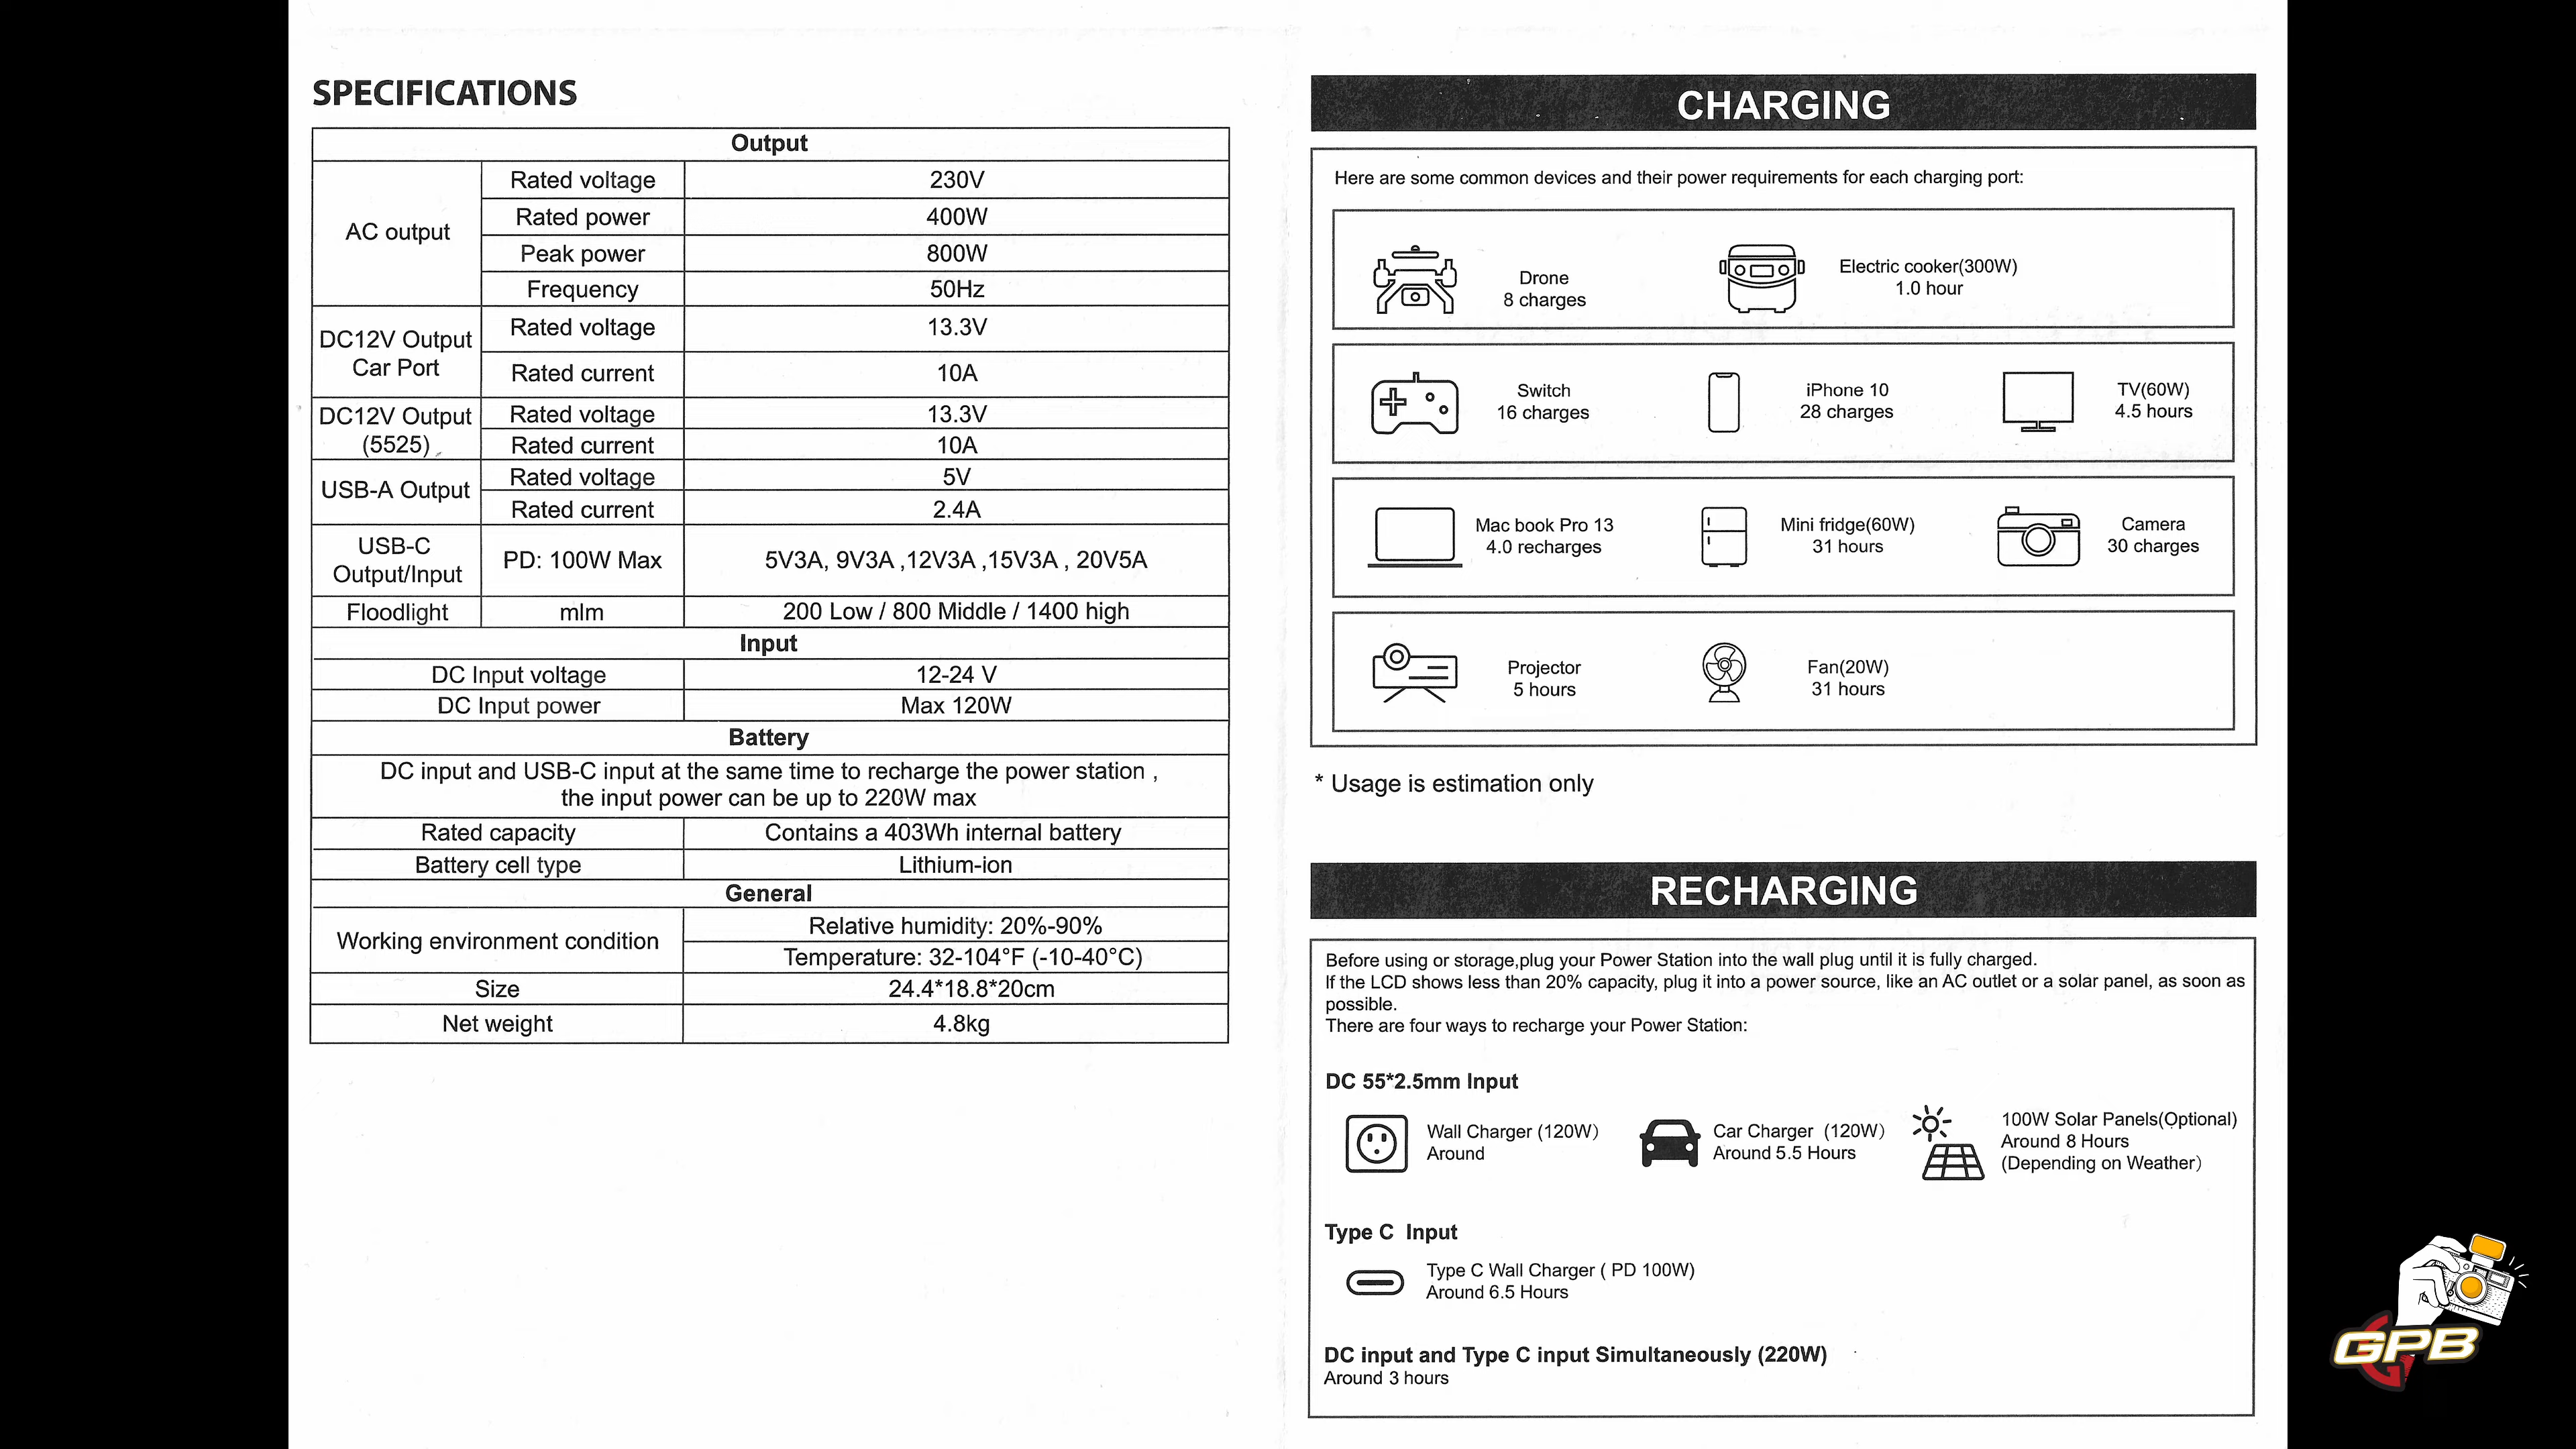 SPECIFICATIONS
Output
AC output
Rated voltage 230V
Rated power 400W
Peak power 800W
Frequency 50Hz
DC12V Output
Car Port
Rated voltage 13.3V
Rated current 10A
DC12V Output
(5525)
Rated voltage 13.3V
Rated current 10A
USB-A Output
Rated voltage 5V
Rated current 2.4A
USB-C
Output/Input
PD: 100W Max 5V3A, 9V3A ,12V3A ,15V3A , 20V5A
Floodlight mlm 200 Low / 800 Middle / 1400 high
Input
DC Input voltage 12-24 V
DC Input power Max 120W
Battery
DC input and USB-C input at the same time to recharge the power station ,
the input power can be up to 220W max
Rated capacity Contains a 403Wh internal battery
Battery cell type Lithium-ion
General
Working environment condition
Relative humidity: 20%-90%
Temperature: 32-104°F (-10-40°C)
Size 24.4*18.8*20cm
Net weight 4.8kg
CHARGING
Here are some common devices and their power requirements for each charging port:
Drone
8 charges
Electric cooker(300W)
1.0 hour
Switch
16 charges
iPhone 10
28 charges
TV(60W)
4.5 hours
Mac book Pro 13
4.0 recharges
Mini fridge(60W)
31 hours
Camera
30 charges
Projector
5 hours
Fan(20W)
31 hours
* Usage is estimation only
RECHARGING
Before using or storage,plug your Power Station into the wall plug until it is fully charged.
If the LCD shows less than 20% capacity, plug it into a power source, like an AC outlet or a solar panel, as soon as
possible.
There are four ways to recharge your Power Station:
DC 55*2.5mm Input
Wall Charger (120W)
Around
Car Charger (120W)
Around 5.5 Hours
100W Solar Panels(Optional)
Around 8 Hours
(Depending on Weather)
Type C Input
Type C Wall Charger ( PD 100W)
Around 6.5 Hours
DC input and Type C input Simultaneously (220W)
Around 3 hours
GPB